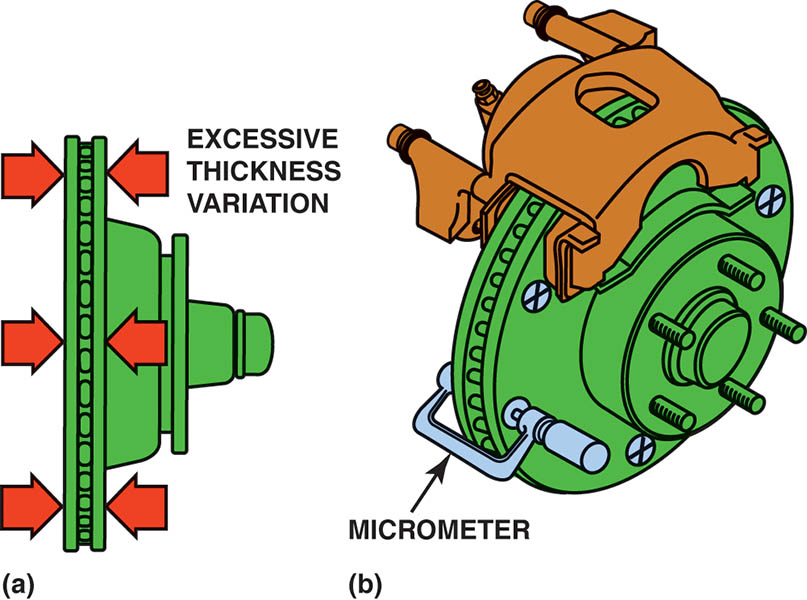 EXCESSIVE
THICKNESS
VARIATION
MICROMETER
(a)
(b)